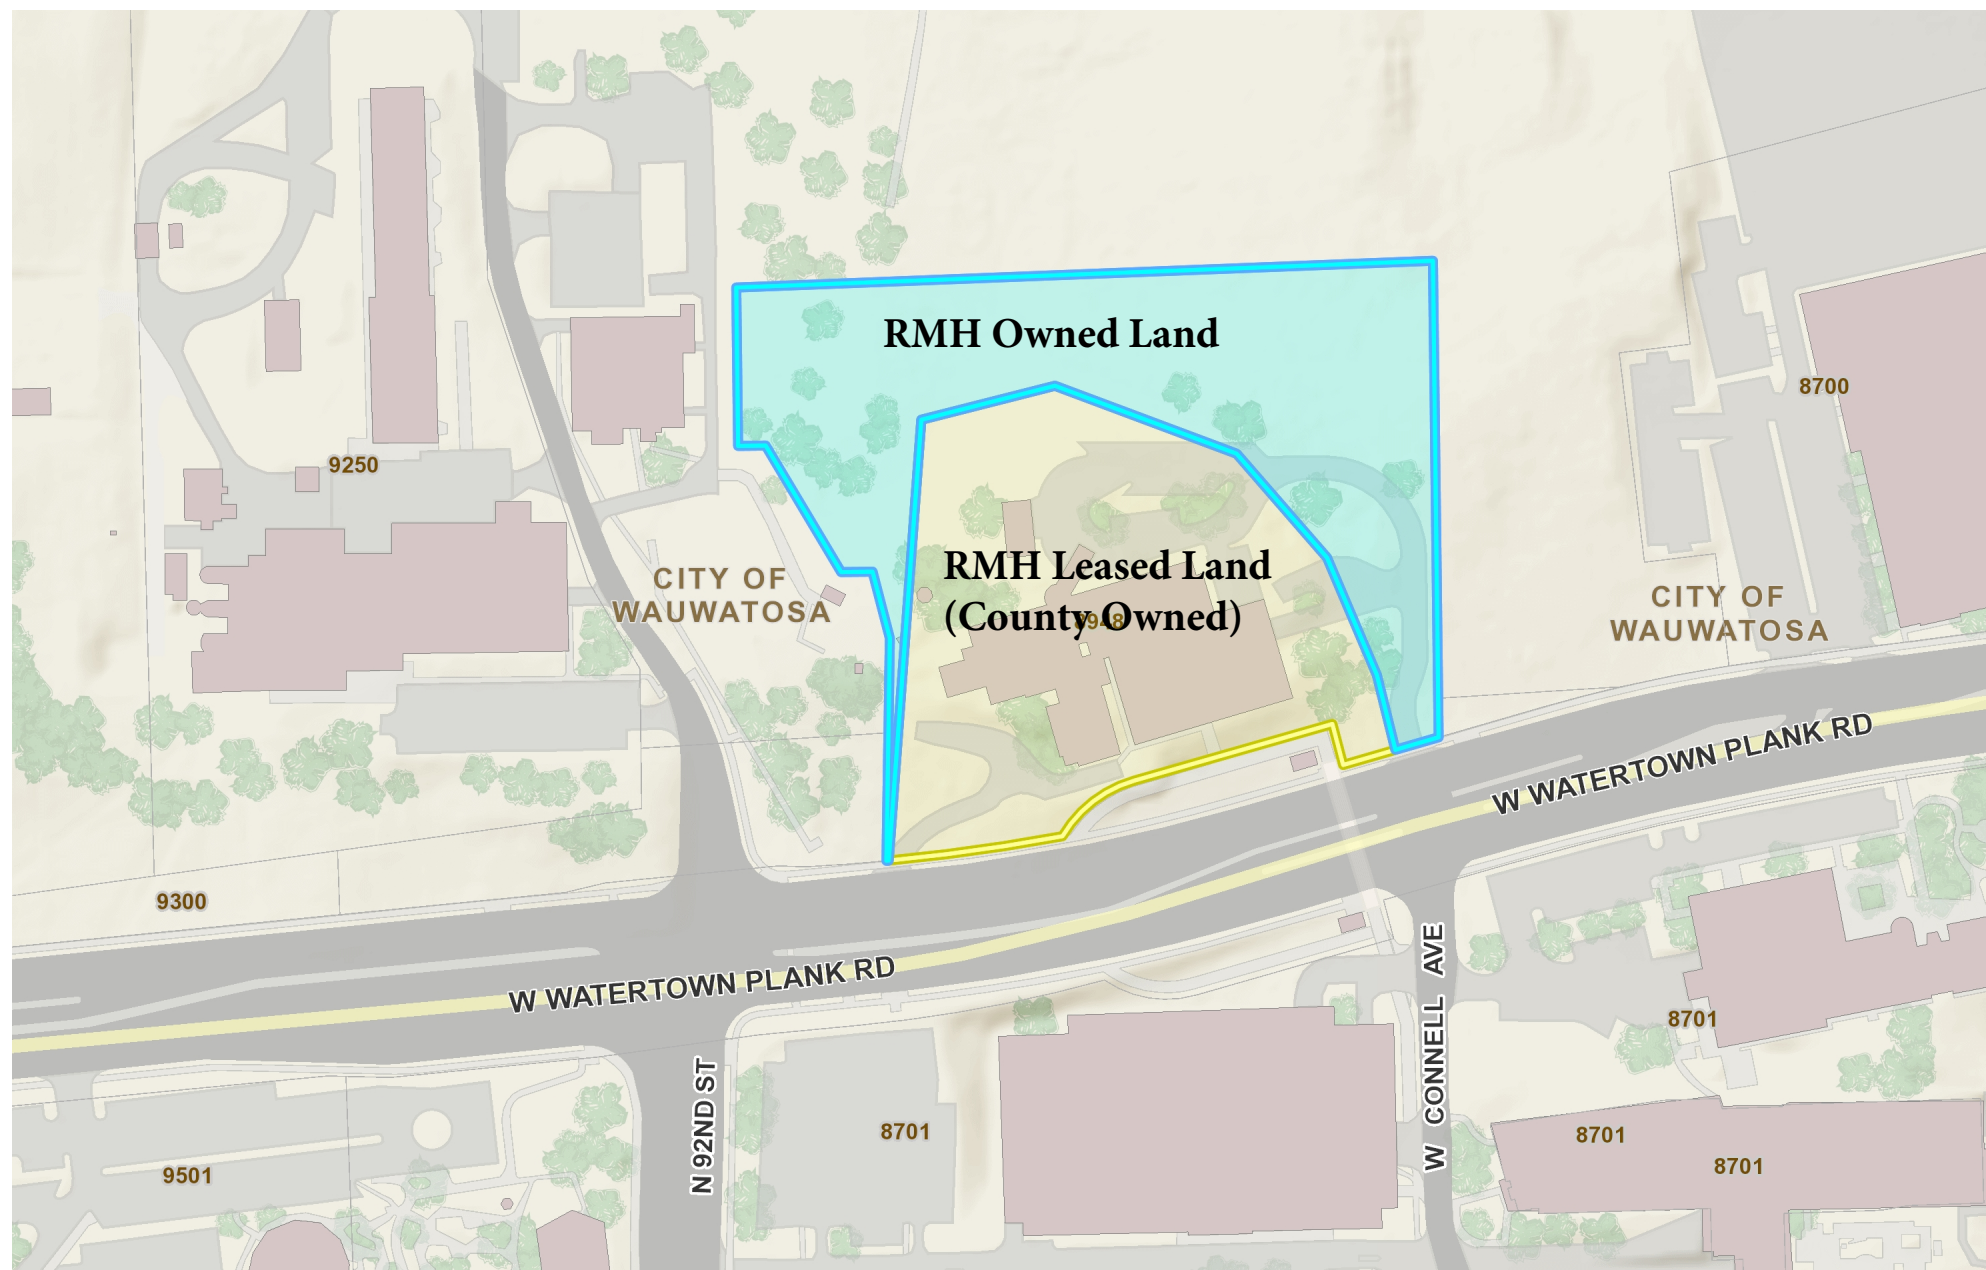 RMH Owned Land
8700
9250
RMH Leased Land
(County Owned)
8948
CITY OF
WAUWATOSA
CITY OF
WAUWATOSA
W WATERTOWN PLANK RD
9300
W WATERTOWN PLANK RD
W CONNELL AVE
8701
N 92ND ST
8701
8701
8701
9501